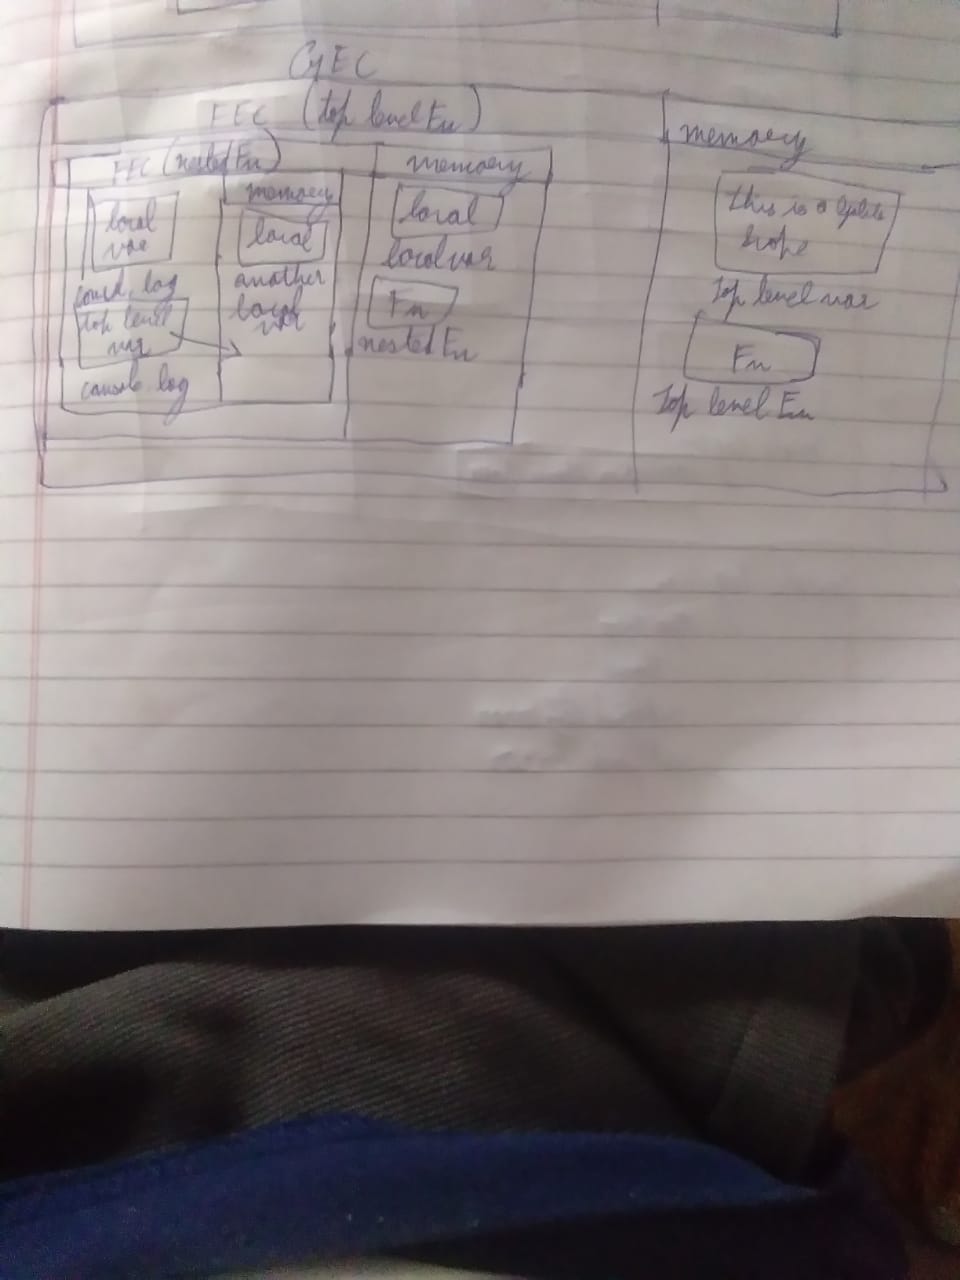 GEC
FEC (top level Fn)
memory
FEC (nested Fn)
memory
memory
local
var
local
local
this is a
scope
console.log
another
local
var
local var
Top level var
top level
var
Fn
nested Fn
Fn
console.log
Top level Fn